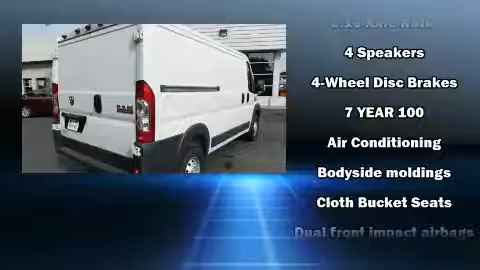 4 Speakers
4-Wheel Disc Brakes
7 YEAR 100
Air Conditioning
Bodyside moldings
Cloth Bucket Seats
Dual front impact airbags